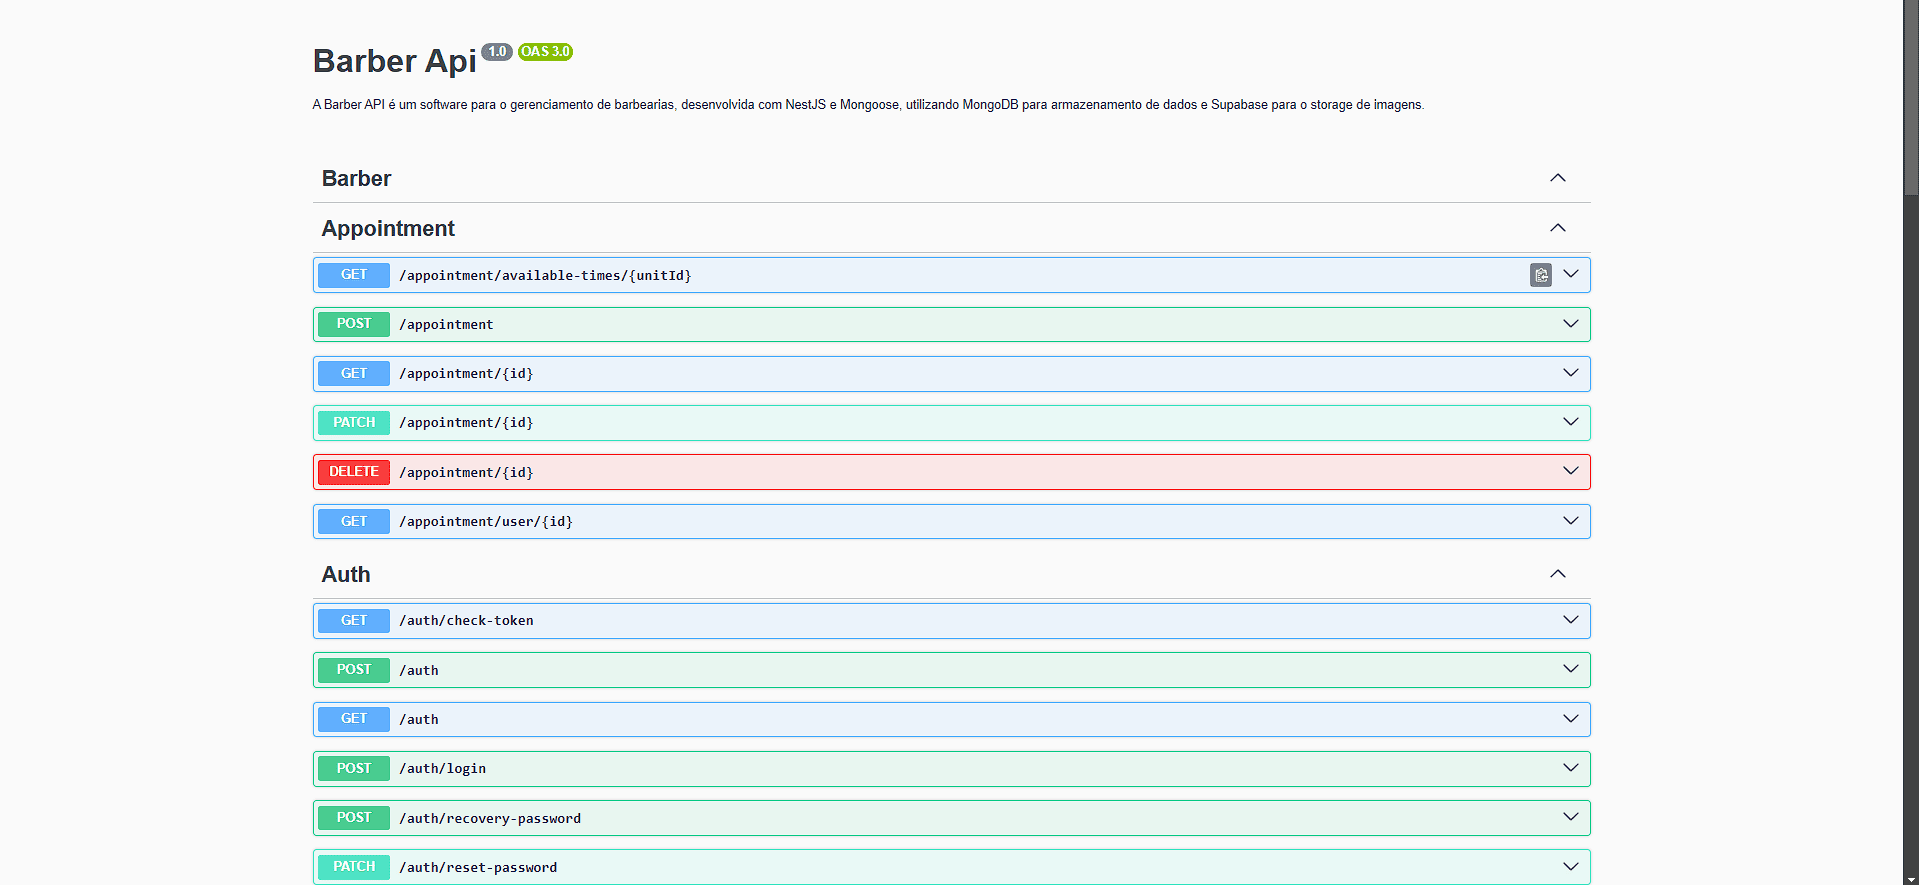 Barber Api 1.0 OAS 3.0
A Barber API é um software para o gerenciamento de barbearias, desenvolvida com NestJS e Mongoose, utilizando MongoDB para armazenamento de dados e Supabase para o storage de imagens.
Barber
Appointment
GET /appointment/available-times/{unitId}
POST /appointment
GET /appointment/{id}
PATCH /appointment/{id}
DELETE /appointment/{id}
GET /appointment/user/{id}
Auth
GET /auth/check-token
POST /auth
GET /auth
POST /auth/login
POST /auth/recovery-password
PATCH /auth/reset-password